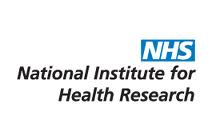 NHS
National Institute for
Health Research